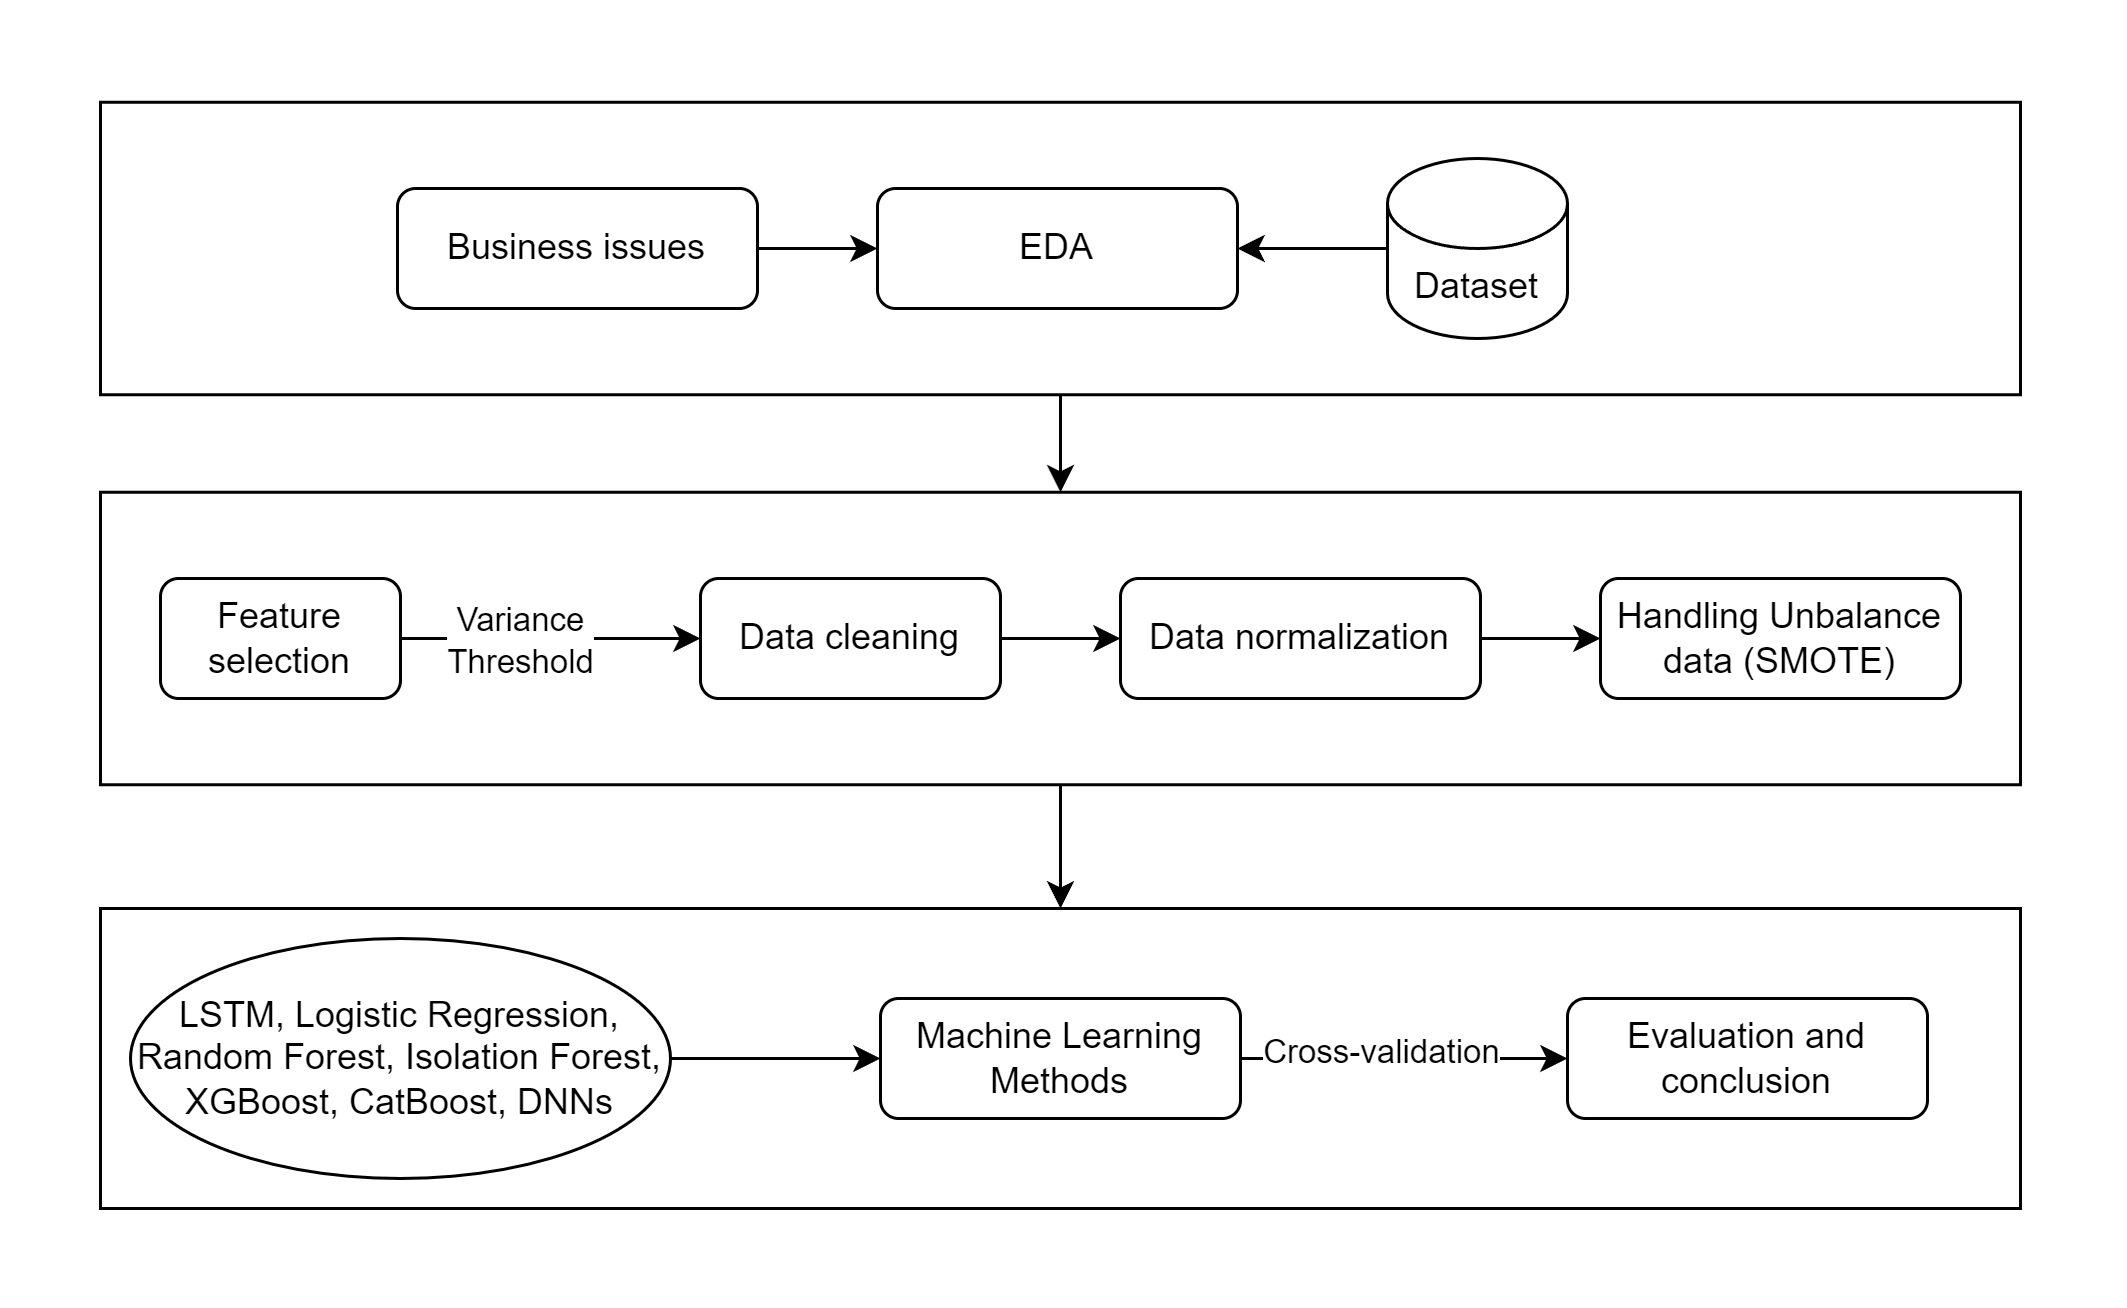 Business issues
EDA
Dataset
Feature
selection
Variance
Threshold
Data cleaning
Data normalization
Handling Unbalance
data (SMOTE)
LSTM, Logistic Regression,
Random Forest, Isolation Forest,
XGBoost, CatBoost, DNNs
Machine Learning
Methods
Cross-validation
Evaluation and
conclusion